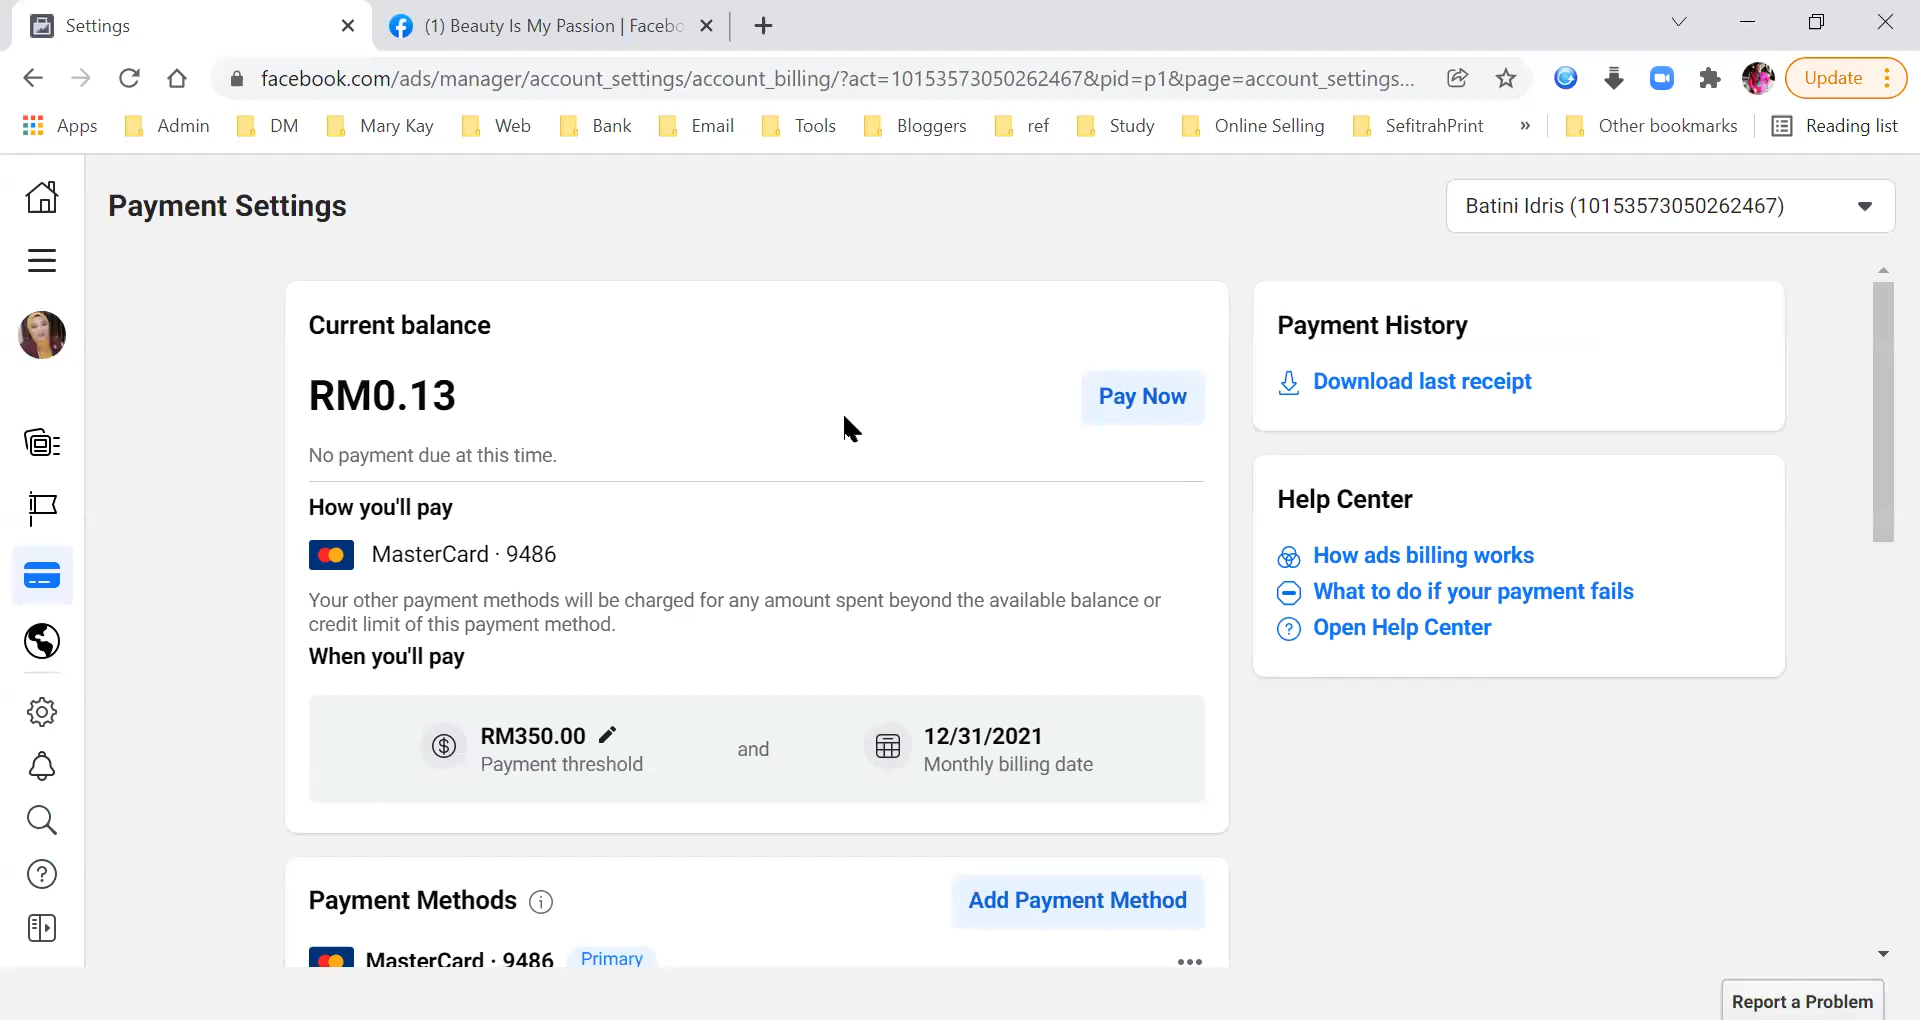 Settings
(1) Beauty Is My Passion | Facebo
facebook.com/ads/manager/account_settings/account_billing/?act=10153573050262467&pid=p1&page=account_settings...
Update
Apps
Admin
DM
Mary Kay
Web
Bank
Email
Tools
Bloggers
ref
Study
Online Selling
SefitrahPrint
»
Other bookmarks
Reading list
Payment Settings
Batini Idris (10153573050262467)
Current balance
RM0.13
Pay Now
No payment due at this time.
How you'll pay
MasterCard · 9486
Your other payment methods will be charged for any amount spent beyond the available balance or
credit limit of this payment method.
When you'll pay
RM350.00
Payment threshold
and
12/31/2021
Monthly billing date
Payment Methods
Add Payment Method
MasterCard · 9486 Primary
Payment History
Download last receipt
Help Center
How ads billing works
What to do if your payment fails
Open Help Center
Report a Problem